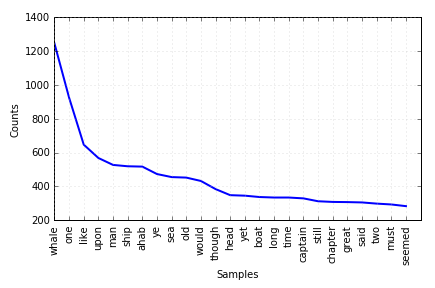 1400
1200
1000
800
600
400
200
Counts
whale
one
like
upon
man
ship
ahab
ye
sea
old
would
though
head
yet
boat
long
time
captain
still
chapter
great
said
two
must
seemed
Samples